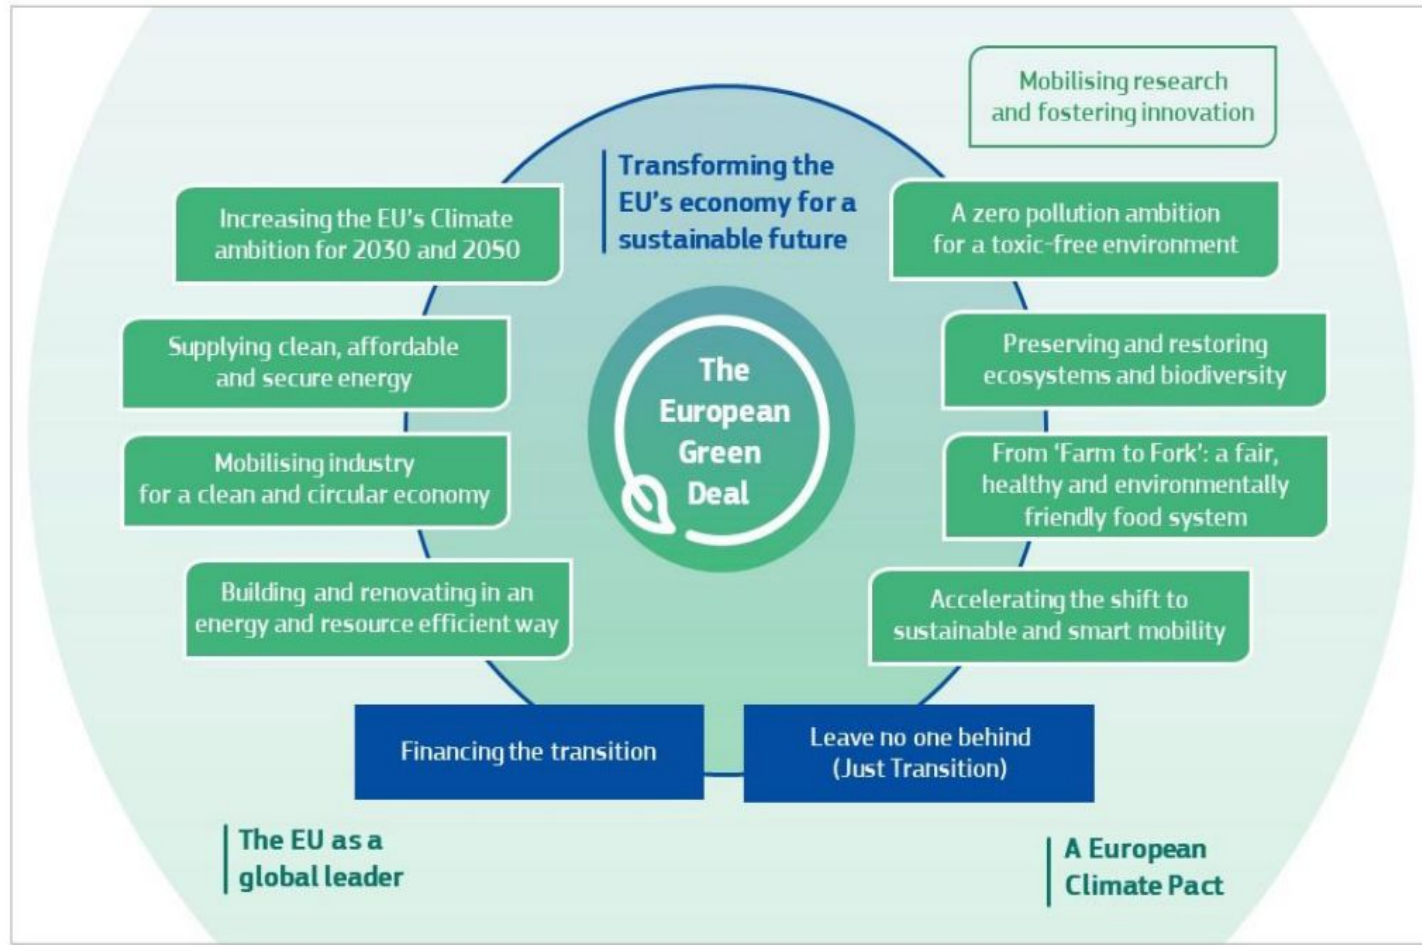 Mobilising research
and fostering innovation
Transforming the
EU's economy for a
sustainable future
Increasing the EU's Climate
ambition for 2030 and 2050
A zero pollution ambition
for a toxic-free environment
Supplying clean, affordable
and secure energy
Preserving and restoring
ecosystems and biodiversity
The
European
Green
Deal
Mobilising industry
for a clean and circular economy
From ‘Farm to Fork’: a fair,
healthy and environmentally
friendly food system
Building and renovating in an
energy and resource efficient way
Accelerating the shift to
sustainable and smart mobility
Financing the transition
Leave no one behind
(Just Transition)
The EU as a
global leader
A European
Climate Pact